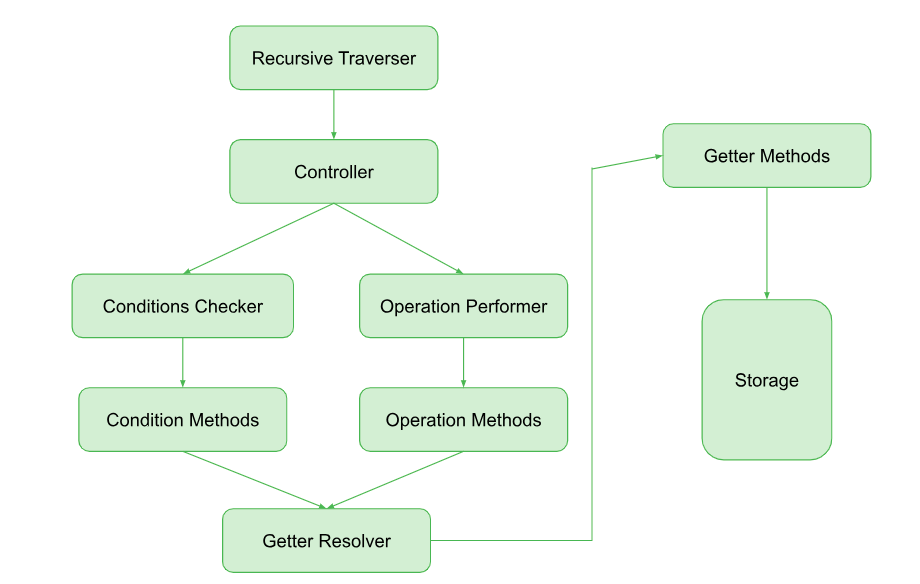 Recursive Traverser
Controller
Conditions Checker
Operation Performer
Condition Methods
Operation Methods
Getter Resolver
Getter Methods
Storage